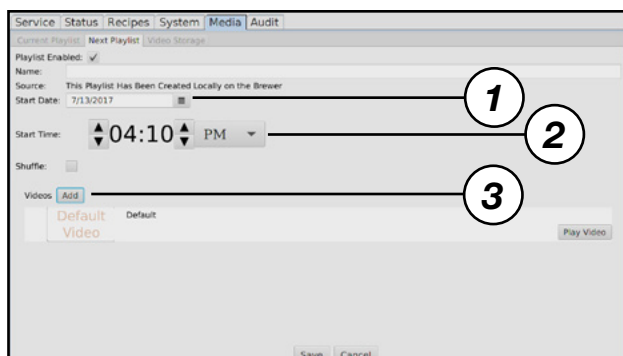 Service Status Recipes System Media Audit
Current Playlist Next Playlist Video Storage
Playlist Enabled:
Name:
Source: This Playlist Has Been Created Locally on the Brewer
Start Date: 7/13/2017
1
Start Time: 04:10 PM
2
Shuffle:
Videos Add
3
Default Video
Default
Play Video
Save Cancel